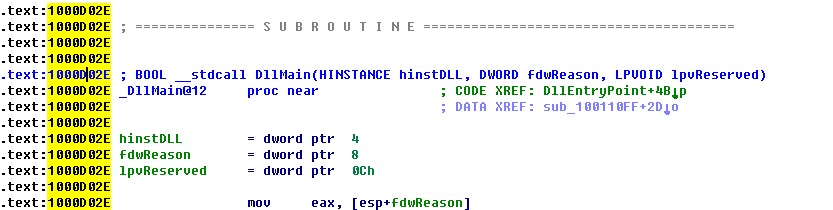 .text:1000D02E
.text:1000D02E ; =============== S U B R O U T I N E =======================================
.text:1000D02E
.text:1000D02E
.text:1000D02E ; BOOL __stdcall DllMain(HINSTANCE hinstDLL, DWORD fdwReason, LPVOID lpvReserved)
.text:1000D02E _DllMain@12     proc near               ; CODE XREF: DllEntryPoint+4B↓p
.text:1000D02E                                         ; DATA XREF: sub_100110FF+2D↓o
.text:1000D02E
.text:1000D02E hinstDLL        = dword ptr  4
.text:1000D02E fdwReason       = dword ptr  8
.text:1000D02E lpvReserved     = dword ptr  0Ch
.text:1000D02E
.text:1000D02E                 mov     eax, [esp+fdwReason]